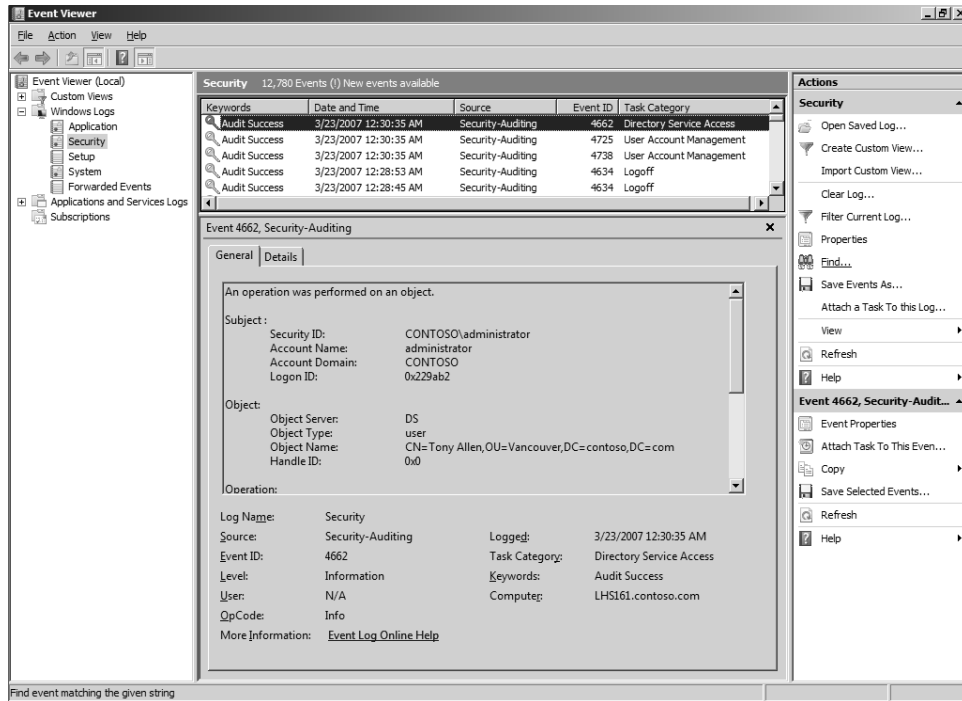 Event Viewer
File Action View Help
Event Viewer (Local)
Custom Views
Windows Logs
Application
Security
Setup
System
Forwarded Events
Applications and Services Logs
Subscriptions
Security 12,780 Events (!) New events available
Keywords Date and Time Source Event ID Task Category
Audit Success 3/23/2007 12:30:35 AM Security-Auditing 4662 Directory Service Access
Audit Success 3/23/2007 12:30:35 AM Security-Auditing 4725 User Account Management
Audit Success 3/23/2007 12:30:35 AM Security-Auditing 4738 User Account Management
Audit Success 3/23/2007 12:28:53 AM Security-Auditing 4634 Logoff
Audit Success 3/23/2007 12:28:45 AM Security-Auditing 4634 Logoff
Event 4662, Security-Auditing
General Details
An operation was performed on an object.
Subject :
Security ID: CONTOSO\administrator
Account Name: administrator
Account Domain: CONTOSO
Logon ID: 0x229ab2
Object:
Object Server: DS
Object Type: user
Object Name: CN=Tony Allen,OU=Vancouver,DC=contoso,DC=com
Handle ID: 0x0
Operation:
Log Name: Security
Source: Security-Auditing Logged: 3/23/2007 12:30:35 AM
Event ID: 4662 Task Category: Directory Service Access
Level: Information Keywords: Audit Success
User: N/A Computer: LHS161.contoso.com
OpCode: Info
More Information: Event Log Online Help
Actions
Security
Open Saved Log...
Create Custom View...
Import Custom View...
Clear Log...
Filter Current Log...
Properties
Find...
Save Events As...
Attach a Task To this Log...
View
Refresh
Help
Event 4662, Security-Audit...
Event Properties
Attach Task To This Even...
Copy
Save Selected Events...
Refresh
Help
Find event matching the given string